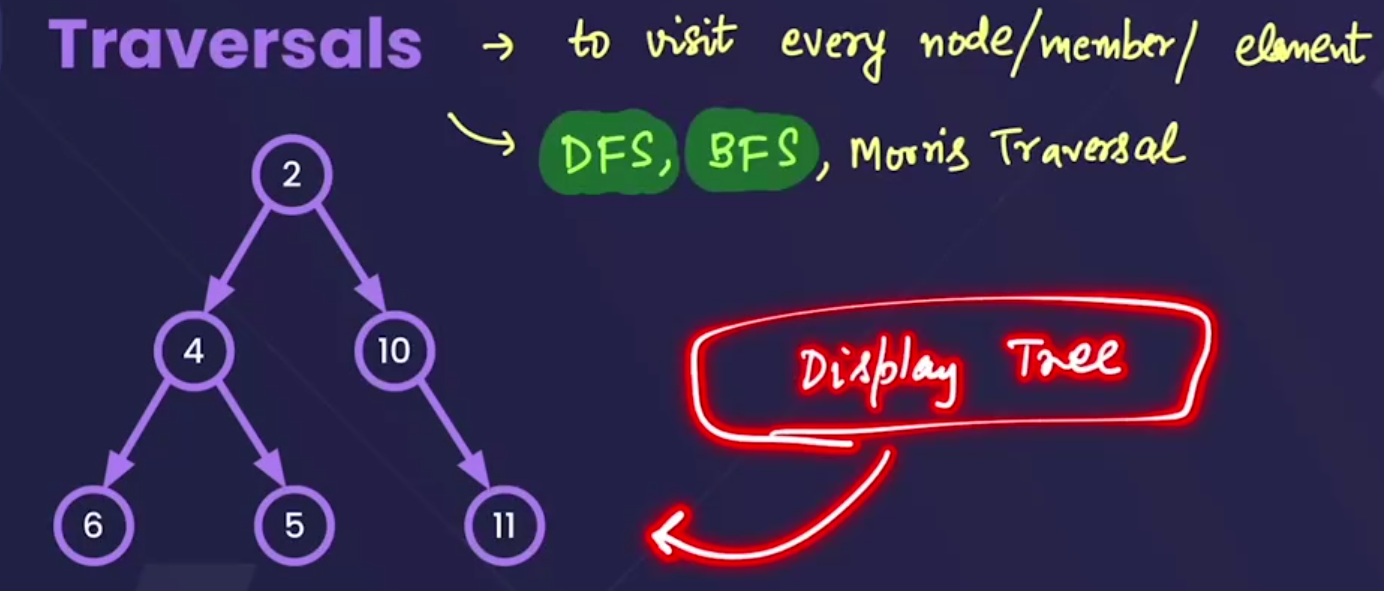 Traversals → to visit every node/member/ element
↳ DFS, BFS, Morris Traversal
2
4 10
Display Tree
6 5 11